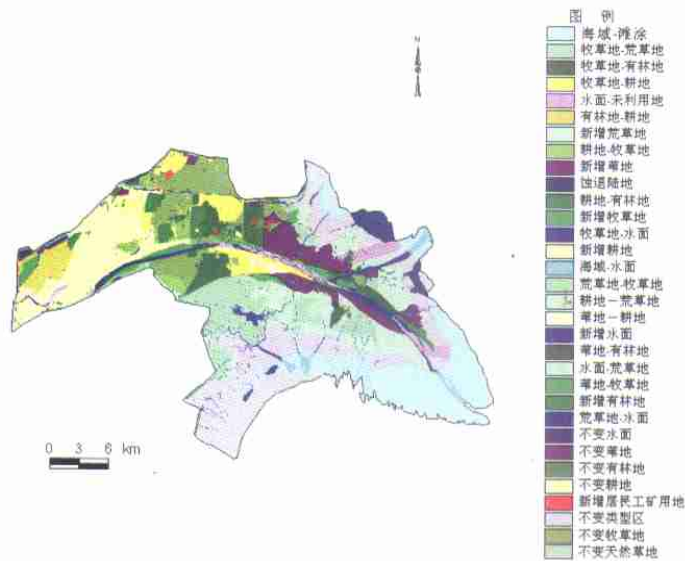 图 例
N
海域-滩涂
牧草地-荒草地
牧草地-有林地
牧草地-耕地
水面-未利用地
有林地-耕地
新增荒草地
耕地-牧草地
新增苇地
蚀退陆地
耕地-有林地
新增牧草地
牧草地-水面
新增耕地
海域-水面
荒草地-牧草地
耕地－荒草地
苇地－耕地
新增水面
苇地-有林地
水面-荒草地
苇地-牧草地
新增有林地
荒草地-水面
不变水面
不变苇地
不变有林地
不变耕地
新增居民工矿用地
不变类型区
不变牧草地
不变天然草地
0 3 6 km